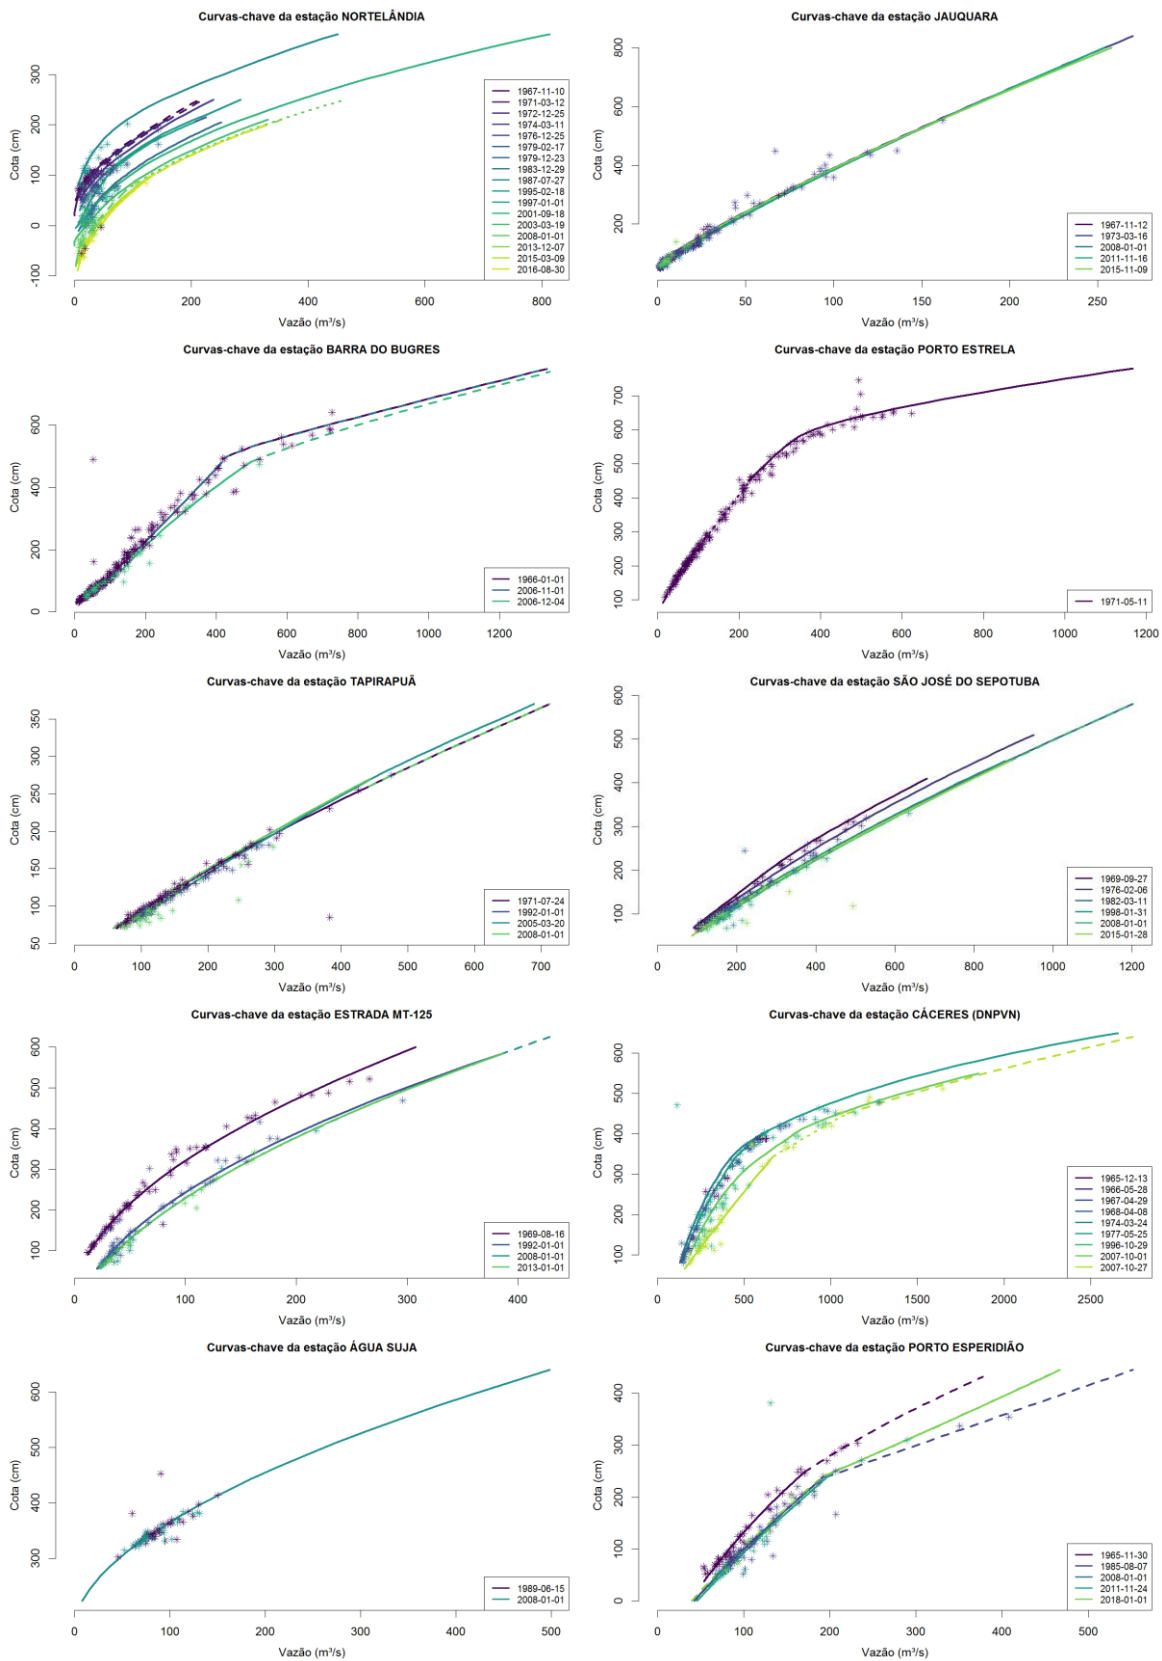 Curvas-chave da estação NORTELÂNDIA
Cota (cm)
-100 0 100 200 300
0 200 400 600 800
Vazão (m³/s)
1967-11-10
1971-03-12
1972-12-25
1974-03-11
1976-12-25
1979-02-17
1979-12-23
1983-12-29
1987-07-27
1995-02-18
1997-01-01
2001-09-18
2003-03-19
2008-01-01
2013-12-07
2015-03-09
2016-08-30
Curvas-chave da estação JAUQUARA
Cota (cm)
200 400 600 800
0 50 100 150 200 250
Vazão (m³/s)
1967-11-12
1973-03-16
2008-01-01
2011-11-16
2015-11-09
Curvas-chave da estação BARRA DO BUGRES
Cota (cm)
0 200 400 600
0 200 400 600 800 1000 1200
Vazão (m³/s)
1966-01-01
2006-11-01
2006-12-04
Curvas-chave da estação PORTO ESTRELA
Cota (cm)
100 200 300 400 500 600 700
0 200 400 600 800 1000 1200
Vazão (m³/s)
1971-05-11
Curvas-chave da estação TAPIRAPUÃ
Cota (cm)
50 100 150 200 250 300 350
0 100 200 300 400 500 600 700
Vazão (m³/s)
1971-07-24
1992-01-01
2005-03-20
2008-01-01
Curvas-chave da estação SÃO JOSÉ DO SEPOTUBA
Cota (cm)
100 200 300 400 500 600
0 200 400 600 800 1000 1200
Vazão (m³/s)
1969-09-27
1976-02-06
1982-03-11
1998-01-31
2008-01-01
2015-01-28
Curvas-chave da estação ESTRADA MT-125
Cota (cm)
100 200 300 400 500 600
0 100 200 300 400
Vazão (m³/s)
1969-08-16
1992-01-01
2008-01-01
2013-01-01
Curvas-chave da estação CÁCERES (DNPVN)
Cota (cm)
100 200 300 400 500 600
0 500 1000 1500 2000 2500
Vazão (m³/s)
1965-12-13
1966-05-28
1967-04-29
1968-04-08
1974-03-24
1977-05-25
1996-10-29
2007-10-01
2007-10-27
Curvas-chave da estação ÁGUA SUJA
Cota (cm)
300 400 500 600
0 100 200 300 400 500
Vazão (m³/s)
1989-06-15
2008-01-01
Curvas-chave da estação PORTO ESPERIDIÃO
Cota (cm)
0 100 200 300 400
0 100 200 300 400 500
Vazão (m³/s)
1965-11-30
1985-08-07
2008-01-01
2011-11-24
2018-01-01